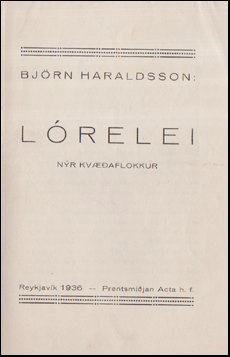 BJÖRN HARALDSSON:
LÓRELEI
NÝR KVÆÐAFLOKKUR
Reykjavík 1936 — Prentsmiðjan Acta h. f.